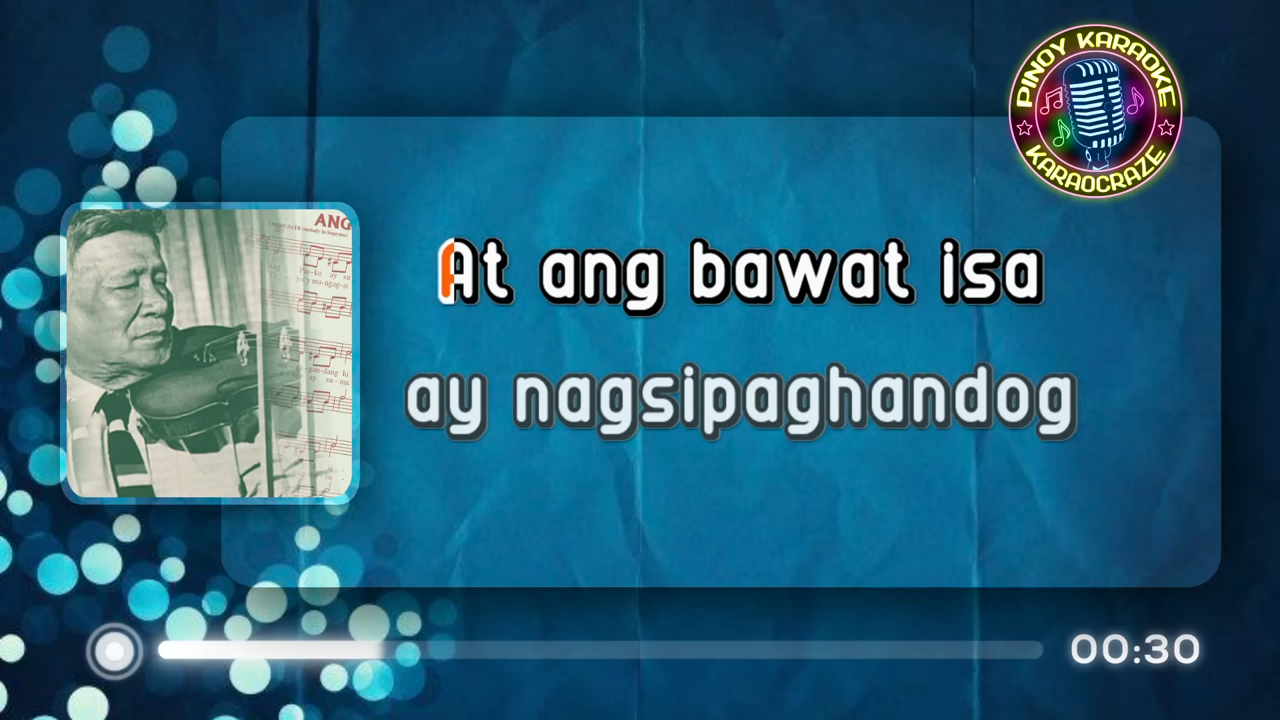 PINOY KARAOKE
KARAOCRAZE
ANG
At ang bawat isa
ay nagsipaghandog
00:30